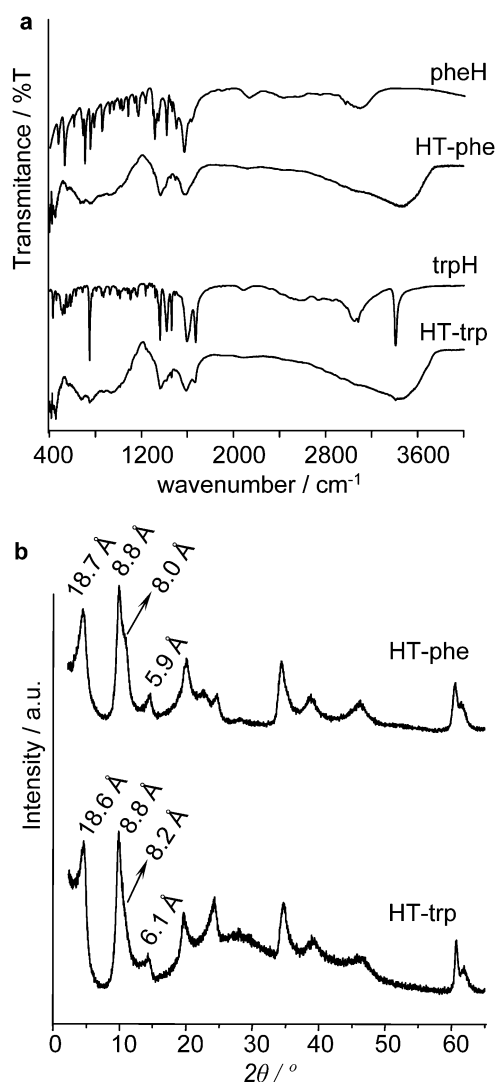 a
Transmitance / %T
pheH
HT-phe
trpH
HT-trp
400 1200 2000 2800 3600
wavenumber / cm-1
b
Intensity / a.u.
18.7 Å
8.8 Å
8.0 Å
5.9 Å
HT-phe
18.6 Å
8.8 Å
8.2 Å
6.1 Å
HT-trp
0 10 20 30 40 50 60
2θ / °